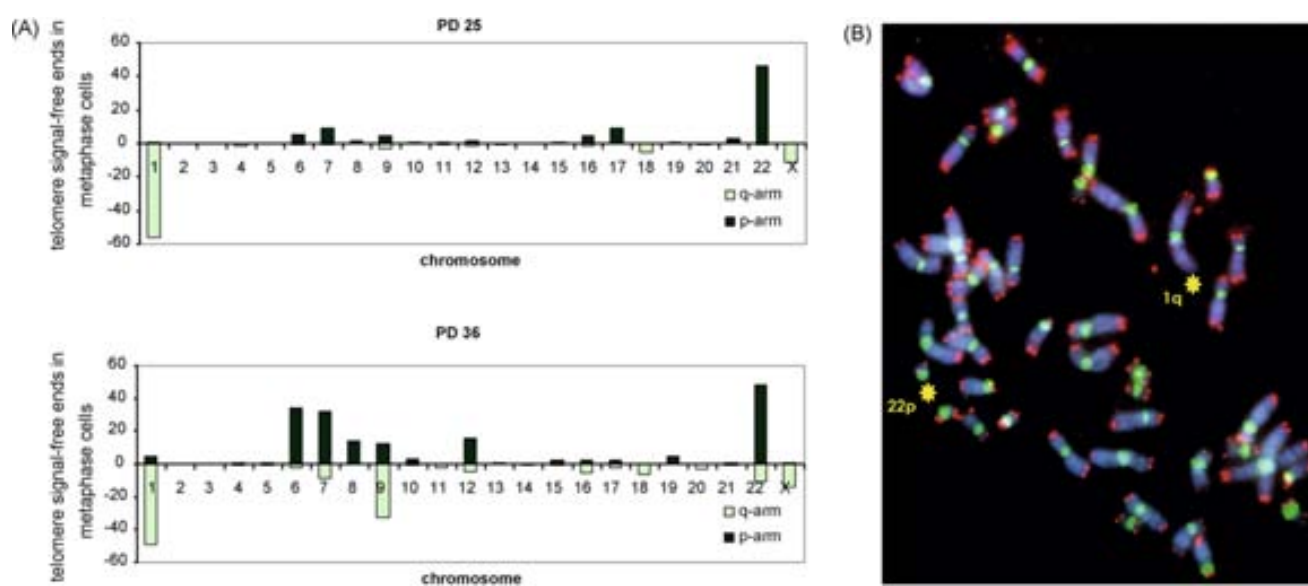 (A)
PD 25
telomere signal-free ends in
metaphase cells
60
40
20
0
-20
-40
-60
1 2 3 4 5 6 7 8 9 10 11 12 13 14 15 16 17 18 19 20 21 22 X
q-arm
p-arm
chromosome
PD 36
telomere signal-free ends in
metaphase cells
60
40
20
0
-20
-40
-60
1 2 3 4 5 6 7 8 9 10 11 12 13 14 15 16 17 18 19 20 21 22 X
q-arm
p-arm
chromosome
(B)
1q
22p